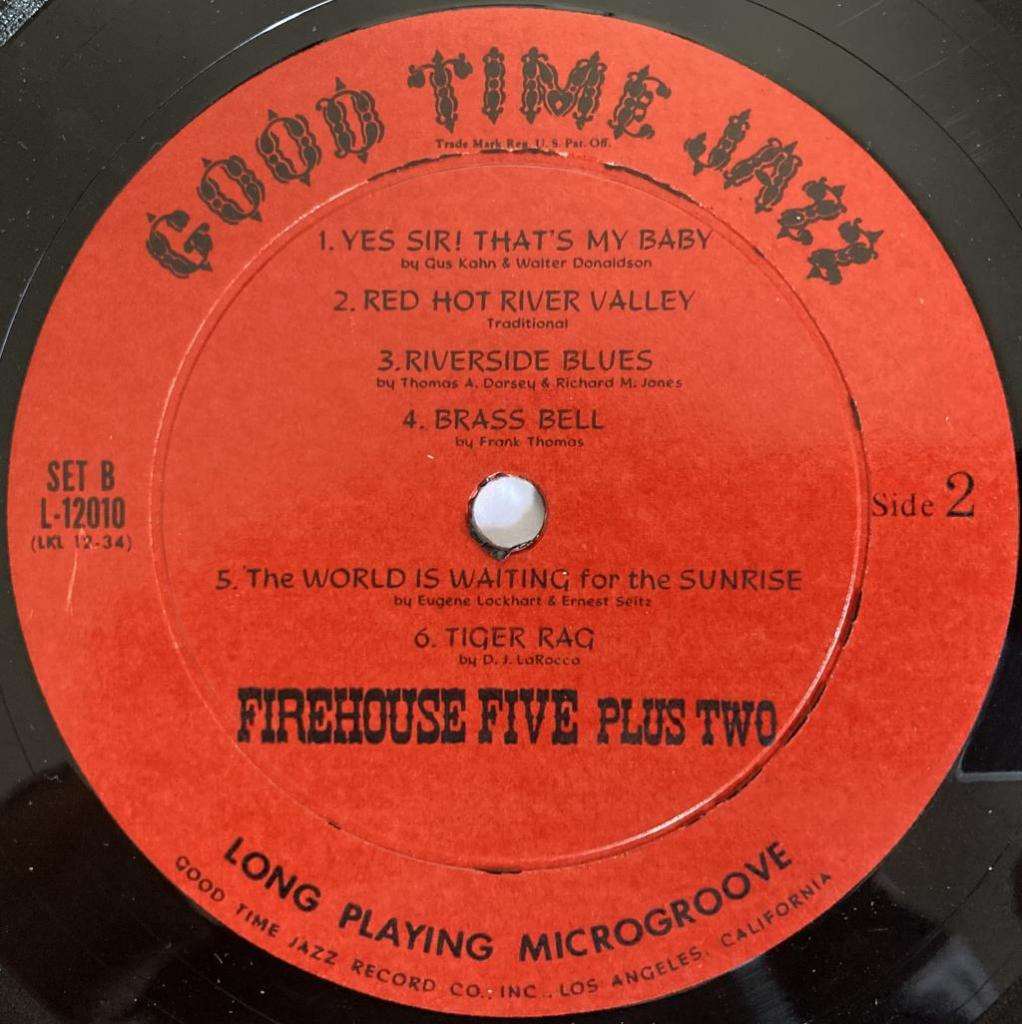 GOOD TIME JAZZ
Trade Mark Reg. U. S. Pat. Off.
1. YES SIR! THAT'S MY BABY
by Gus Kahn & Walter Donaldson
2. RED HOT RIVER VALLEY
Traditional
3. RIVERSIDE BLUES
by Thomas A. Dorsey & Richard M. Jones
4. BRASS BELL
by Frank Thomas
SET B
L-12010
(LKL 12-34)
Side 2
5. The WORLD IS WAITING for the SUNRISE
by Eugene Lockhart & Ernest Seitz
6. TIGER RAG
by D. J. LaRocca
FIREHOUSE FIVE PLUS TWO
LONG PLAYING MICROGROOVE
GOOD TIME JAZZ RECORD CO., INC., LOS ANGELES, CALIFORNIA